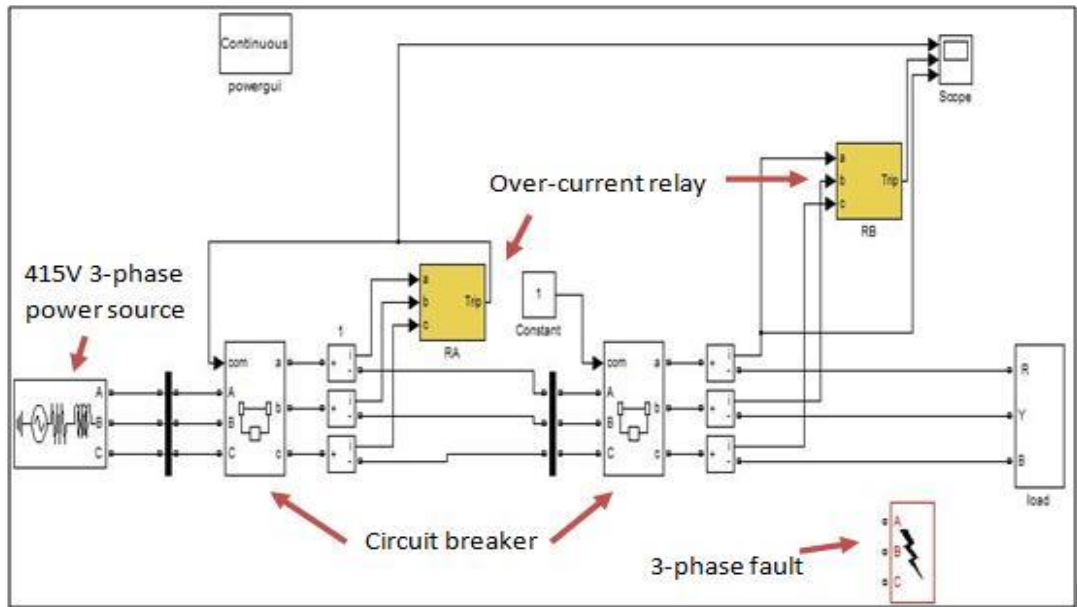 Continuous
powergui
Scope
a
b
c
Trip
RB
Over-current relay
415V 3-phase
power source
a
b
c
Trip
RA
1
Constant
1
com
A
B
C
a
b
c
+
i
-
+
i
-
+
i
-
com
A
B
C
a
b
c
+
i
-
+
i
-
+
i
-
A
B
C
R
Y
B
load
Circuit breaker
3-phase fault
A
B
C